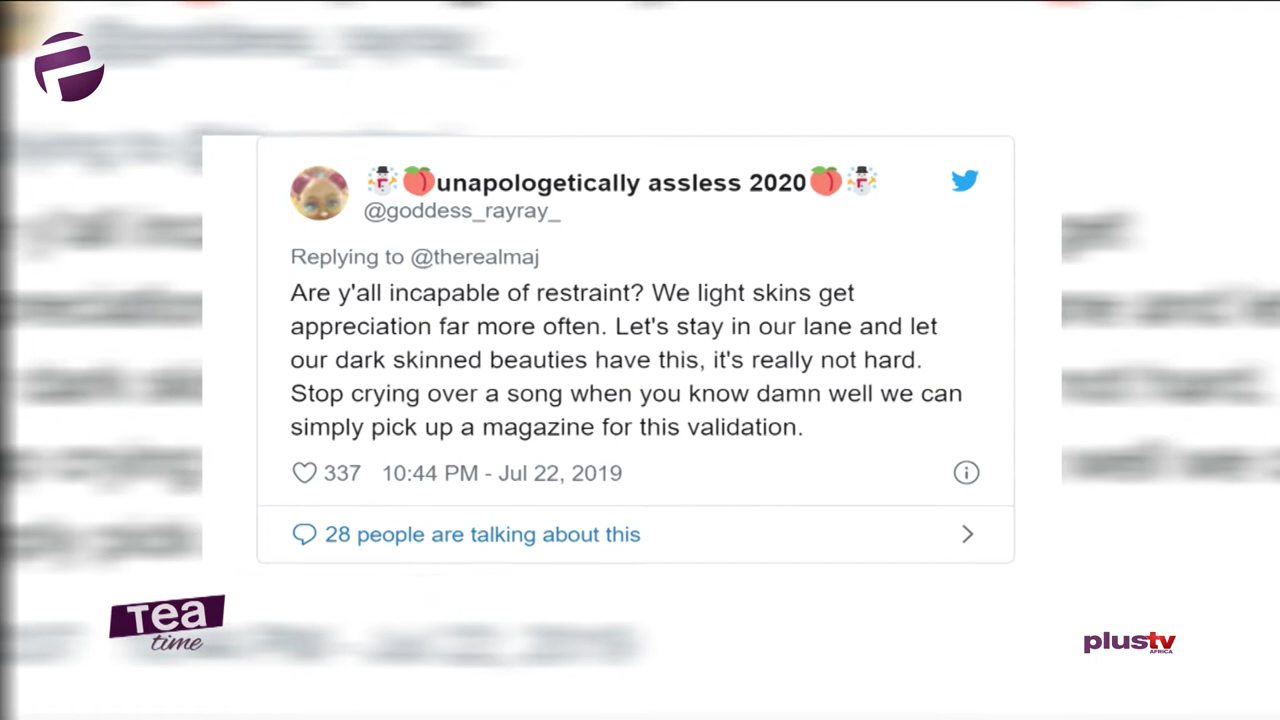 unapologetically assless 2020
@goddess_rayray_
Replying to @therealmaj
Are y'all incapable of restraint? We light skins get
appreciation far more often. Let's stay in our lane and let
our dark skinned beauties have this, it's really not hard.
Stop crying over a song when you know damn well we can
simply pick up a magazine for this validation.
337 10:44 PM - Jul 22, 2019
28 people are talking about this
Tea
time
plustv
AFRICA